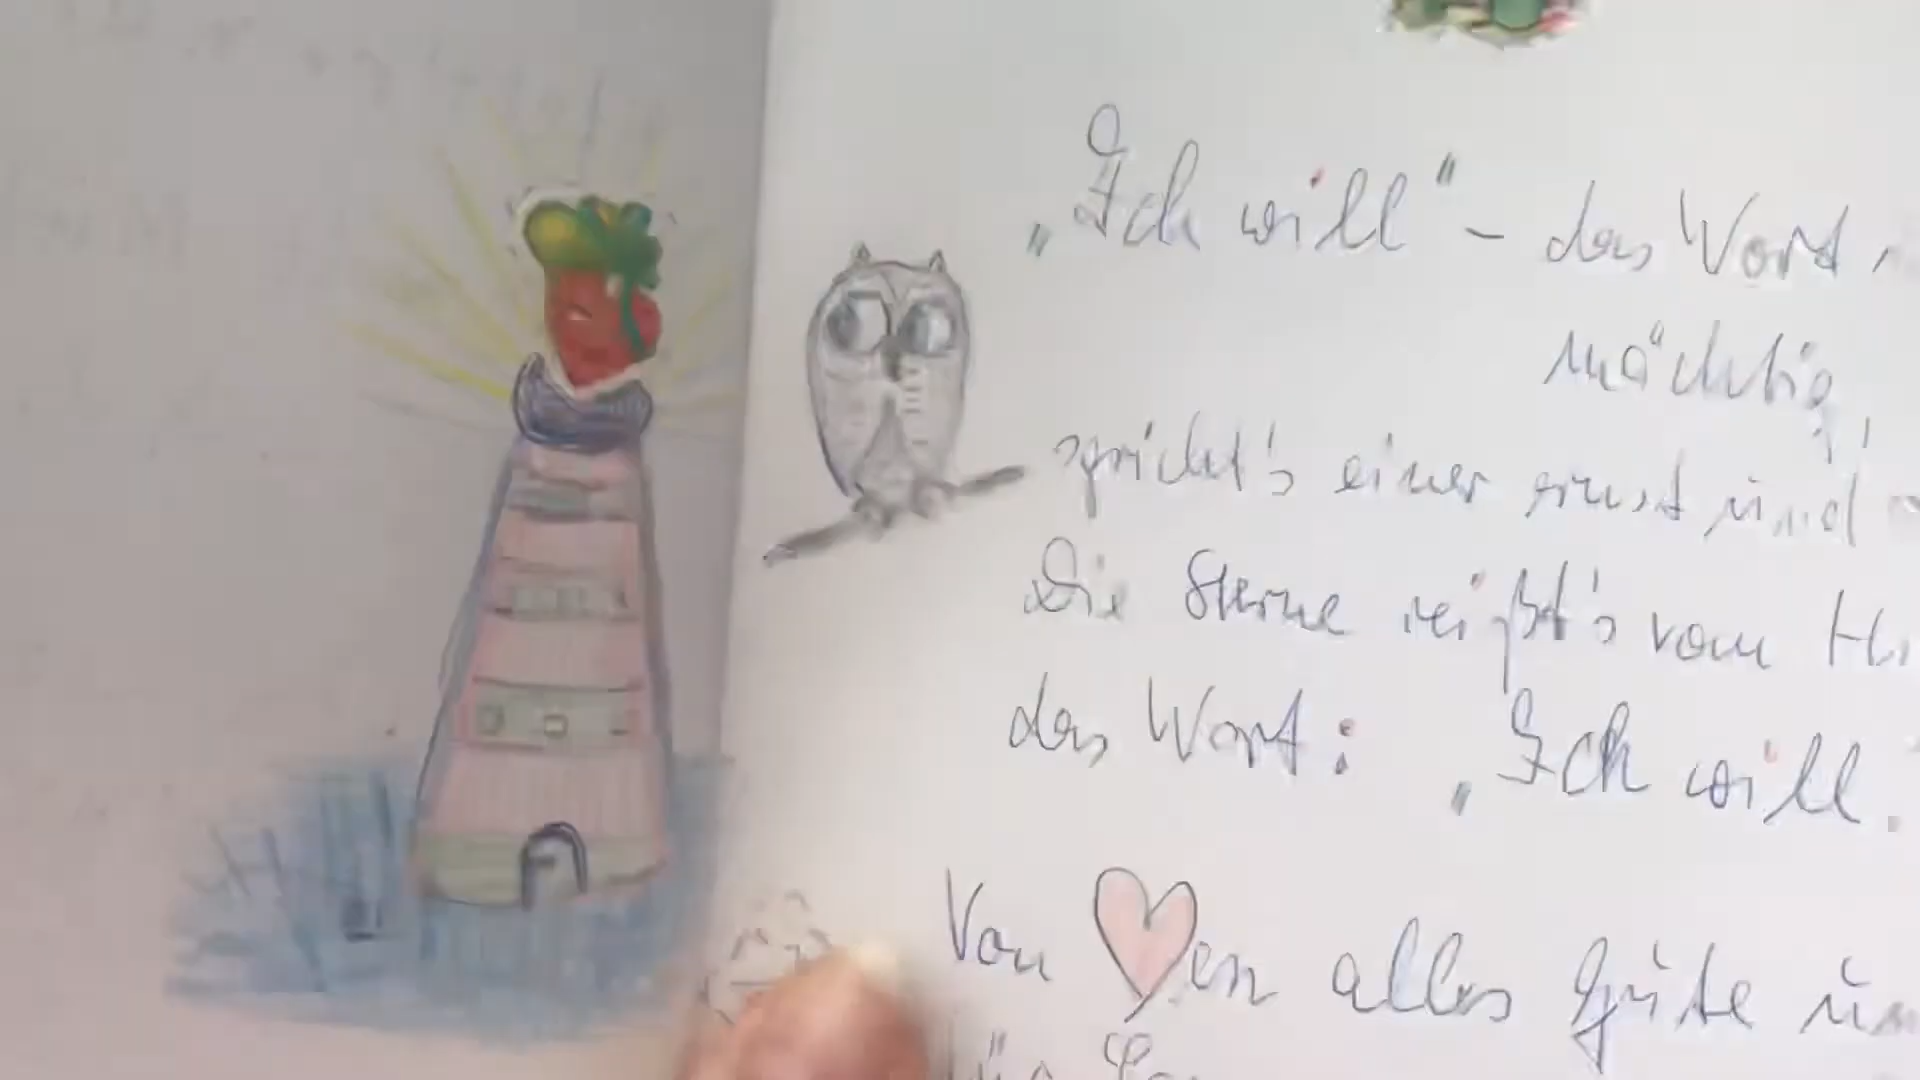 „Ich will" – das Wort
mächtig,
spricht's einer ernst und
Die Sterne reißt's vom
das Wort: „Ich will.
Von ❤en alles Gute